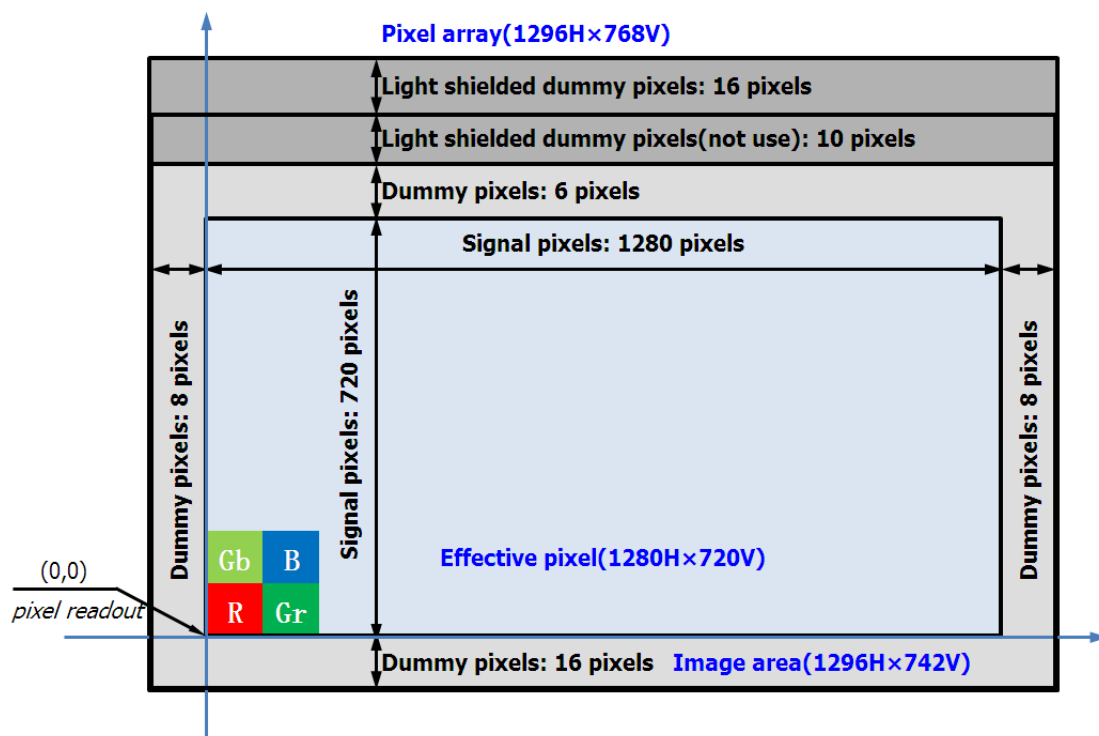 Pixel array(1296H×768V)
Light shielded dummy pixels: 16 pixels
Light shielded dummy pixels(not use): 10 pixels
Dummy pixels: 6 pixels
Signal pixels: 1280 pixels
Dummy pixels: 8 pixels
Signal pixels: 720 pixels
Dummy pixels: 8 pixels
Gb B
R Gr
Effective pixel(1280H×720V)
(0,0)
pixel readout
Dummy pixels: 16 pixels
Image area(1296H×742V)